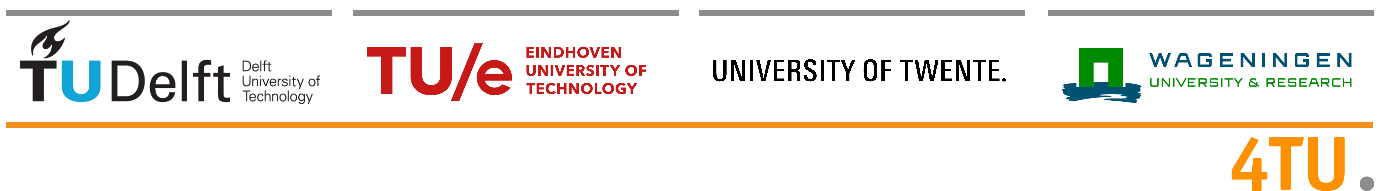 TUDelft
Delft
University of
Technology
TU/e
EINDHOVEN
UNIVERSITY OF
TECHNOLOGY
UNIVERSITY OF TWENTE.
WAGENINGEN
UNIVERSITY & RESEARCH
4TU.